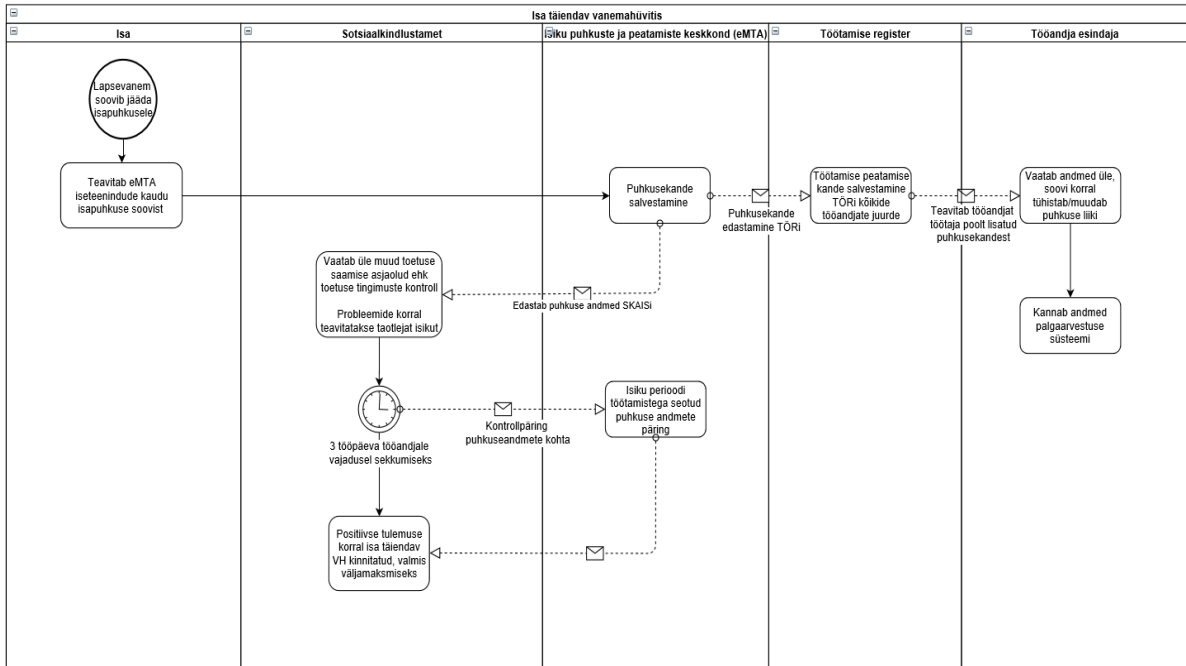 Isa täiendav vanemahüvitis
Isa
Sotsiaalkindlustamet
Isiku puhkuste ja peatamiste keskkond (eMTA)
Töötamise register
Tööandja esindaja
Lapsevanem
soovib jääda
isapuhkusele
Teavitab eMTA
iseteenindude kaudu
isapuhkuse soovist
Puhkusekande
salvestamine
Puhkusekande
edastamine TÖRi
Töötamise peatamise
kande salvestamine
TÖRi kõikide
tööandjate juurde
Teavitab tööandjat
töötaja poolt lisatud
puhkusekandest
Vaatab andmed üle,
soovi korral
tühistab/muudab
puhkuse liiki
Kannab andmed
palgaarvestuse
süsteemi
Edastab puhkuse andmed SKAISi
Vaatab üle muud toetuse
saamise asjaolud ehk
toetuse tingimuste kontroll
Probleemide korral
teavitatakse taotlejat isikut
3 tööpäeva tööandjale
vajadusel sekkumiseks
Kontrollpäring
puhkuseandmete kohta
Isiku perioodi
töötamistega seotud
puhkuse andmete
päring
Positiivse tulemuse
korral isa täiendav
VH kinnitatud, valmis
väljamaksmiseks